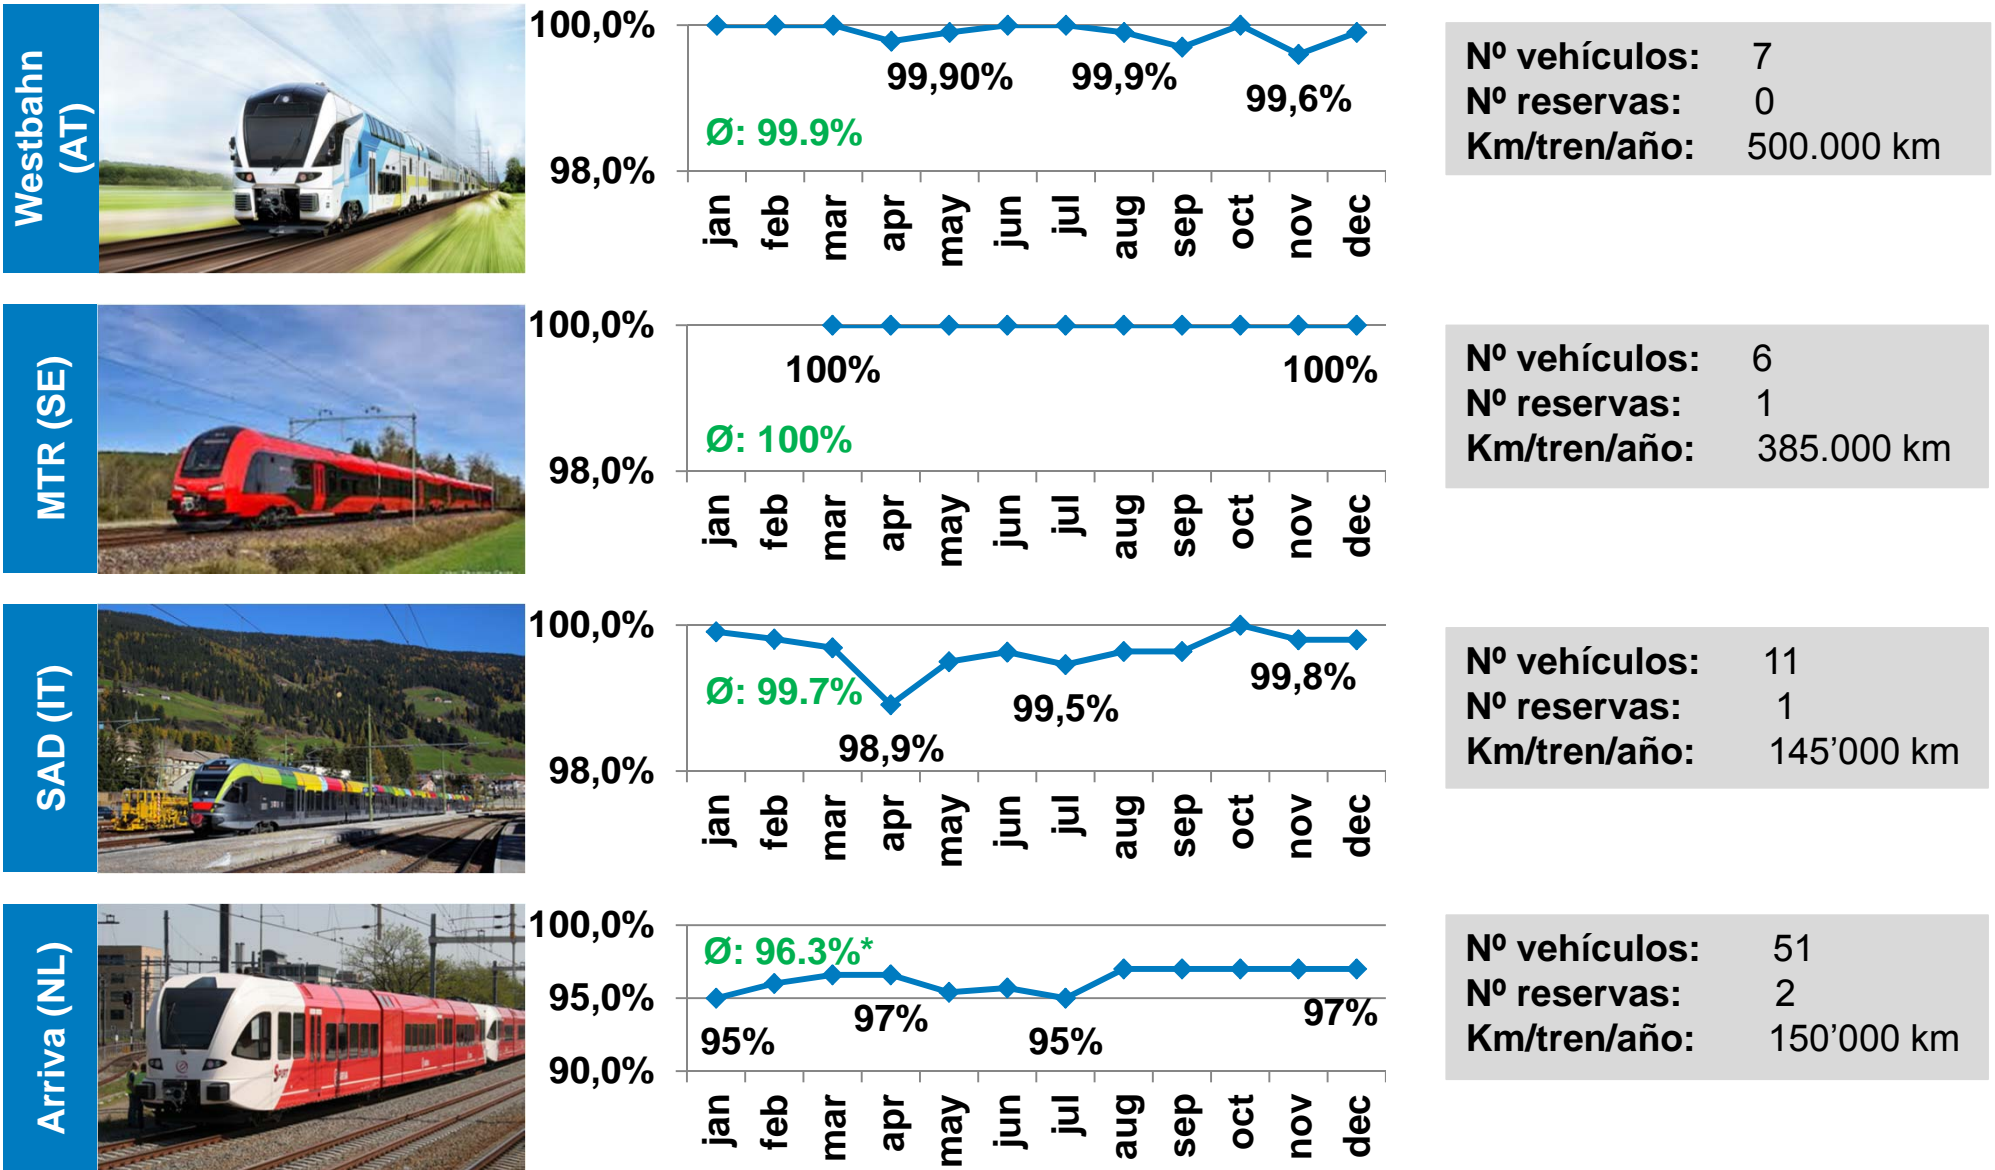 Westbahn
(AT)
100,0%
99,90%
99,9%
99,6%
Ø: 99.9%
98,0%
jan
feb
mar
apr
may
jun
jul
aug
sep
oct
nov
dec
Nº vehículos: 7
Nº reservas: 0
Km/tren/año: 500.000 km
MTR (SE)
100,0%
100%
100%
Ø: 100%
98,0%
jan
feb
mar
apr
may
jun
jul
aug
sep
oct
nov
dec
Nº vehículos: 6
Nº reservas: 1
Km/tren/año: 385.000 km
SAD (IT)
100,0%
Ø: 99.7%
99,8%
99,5%
98,9%
98,0%
jan
feb
mar
apr
may
jun
jul
aug
sep
oct
nov
dec
Nº vehículos: 11
Nº reservas: 1
Km/tren/año: 145’000 km
Arriva (NL)
100,0%
Ø: 96.3%*
95,0%
97%
97%
95%
95%
90,0%
jan
feb
mar
apr
may
jun
jul
aug
sep
oct
nov
dec
Nº vehículos: 51
Nº reservas: 2
Km/tren/año: 150’000 km